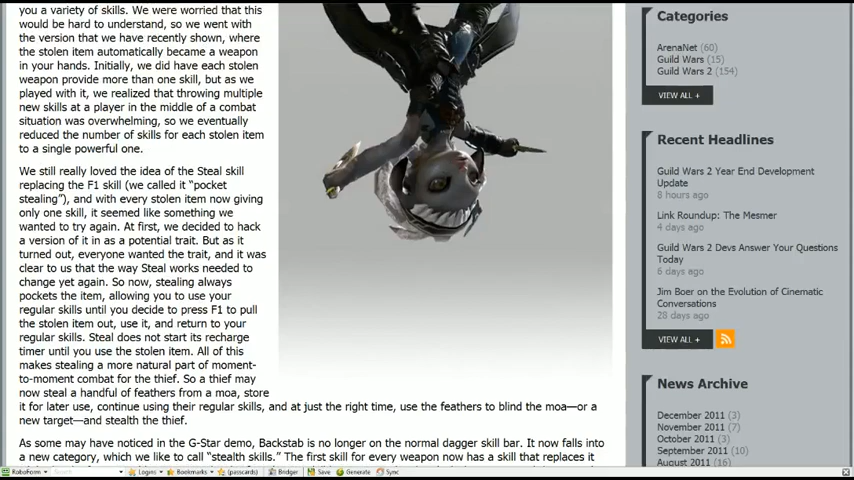 you a variety of skills. We were worried that this
would be hard to understand, so we went with
the version that we have recently shown, where
the stolen item automatically became a weapon
in your hands. Initially, we did have each stolen
weapon provide more than one skill, but as we
played with it, we realized that throwing multiple
new skills at a player in the middle of a combat
situation was overwhelming, so we eventually
reduced the number of skills for each stolen item
to a single powerful one.
We still really loved the idea of the Steal skill
replacing the F1 skill (we called it “pocket
stealing”), and with every stolen item now giving
only one skill, it seemed like something we
wanted to try again. At first, we decided to hack
a version of it in as a potential trait. But as it
turned out, everyone wanted the trait, and it was
clear to us that the way Steal works needed to
change yet again. So now, stealing always
pockets the item, allowing you to use your
regular skills until you decide to press F1 to pull
the stolen item out, use it, and return to your
regular skills. Steal does not start its recharge
timer until you use the stolen item. All of this
makes stealing a more natural part of moment-
to-moment combat for the thief. So a thief may
now steal a handful of feathers from a moa, store
it for later use, continue using their regular skills, and at just the right time, use the feathers to blind the moa—or a
new target—and stealth the thief.
As some may have noticed in the G-Star demo, Backstab is no longer on the normal dagger skill bar. It now falls into
a new category, which we like to call “stealth skills.” The first skill for every weapon now has a skill that replaces it
Categories
ArenaNet (60)
Guild Wars (15)
Guild Wars 2 (154)
VIEW ALL +
Recent Headlines
Guild Wars 2 Year End Development
Update
8 hours ago
Link Roundup: The Mesmer
4 days ago
Guild Wars 2 Devs Answer Your Questions
Today
6 days ago
Jim Boer on the Evolution of Cinematic
Conversations
28 days ago
VIEW ALL +
News Archive
December 2011 (3)
November 2011 (7)
October 2011 (3)
September 2011 (10)
August 2011 (16)
RoboForm Search Logins Bookmarks (passcards) Bridger Save Generate Sync